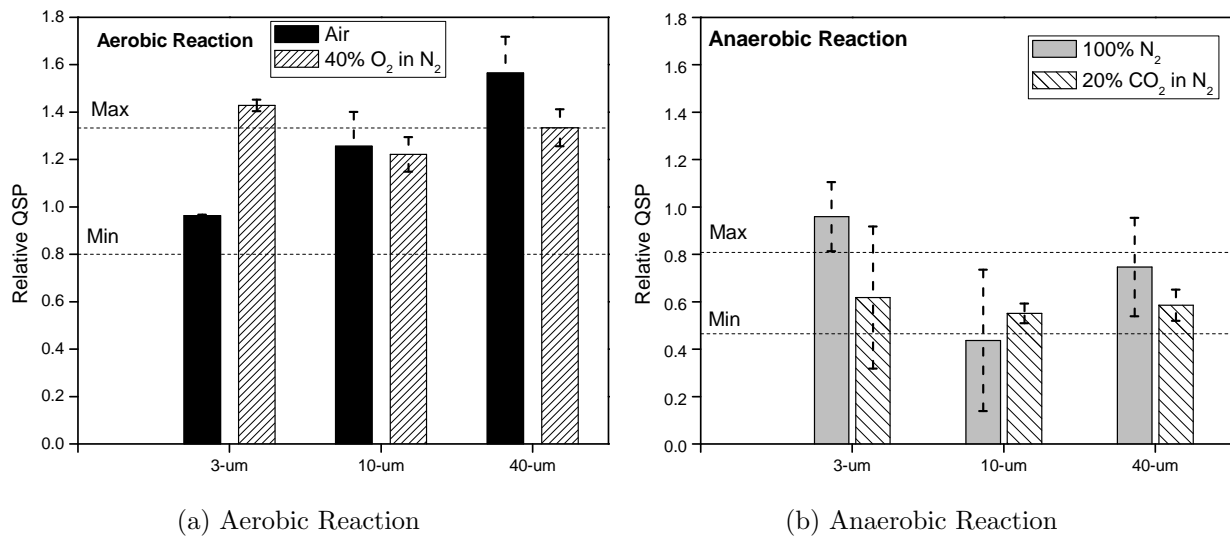 Aerobic Reaction
Air
40% O₂ in N₂
Relative QSP
1.8
1.6
1.4
1.2
1.0
0.8
0.6
0.4
0.2
0.0
Max
Min
3-um
10-um
40-um
(a) Aerobic Reaction
Anaerobic Reaction
100% N₂
20% CO₂ in N₂
Relative QSP
1.8
1.6
1.4
1.2
1.0
0.8
0.6
0.4
0.2
0.0
Max
Min
3-um
10-um
40-um
(b) Anaerobic Reaction